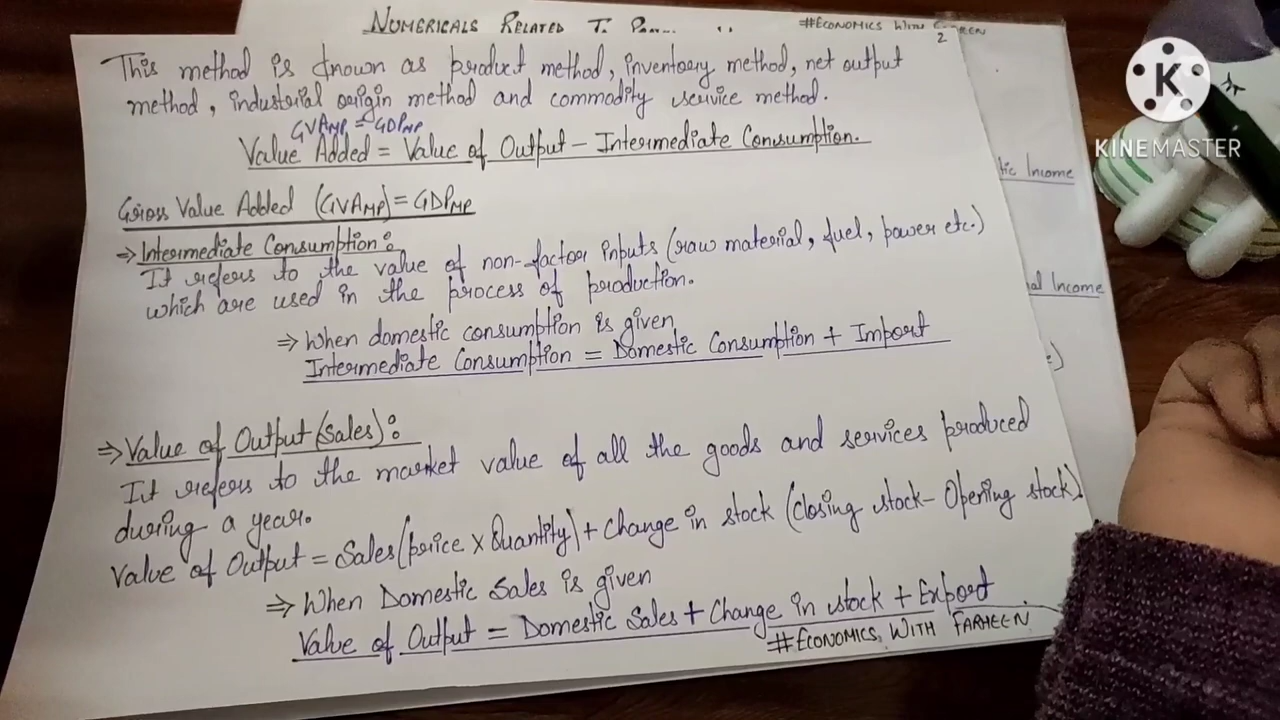 NUMERICALS RELATED
#ECONOMICS WITH
2
This method is known as product method, inventory method, net output
method, industrial origin method and commodity service method.
GVAMP = GDPMP
Value Added = Value of Output - Intermediate Consumption.
Gross Value Added (GVAMP) = GDPMP
⇒ Intermediate Consumption:
It refers to the value of non-factor inputs (raw material, fuel, power etc.)
which are used in the process of production.
⇒ When domestic consumption is given
Intermediate Consumption = Domestic Consumption + Import
⇒ Value of Output (Sales):
It refers to the market value of all the goods and services produced
during a year.
Value of Output = Sales (price × Quantity) + Change in stock (closing stock - Opening stock)
⇒ When Domestic Sales is given
Value of Output = Domestic Sales + Change in stock + Export
#ECONOMICS WITH FARHEEN
tic Income
al Income
e)
K
KINEMASTER